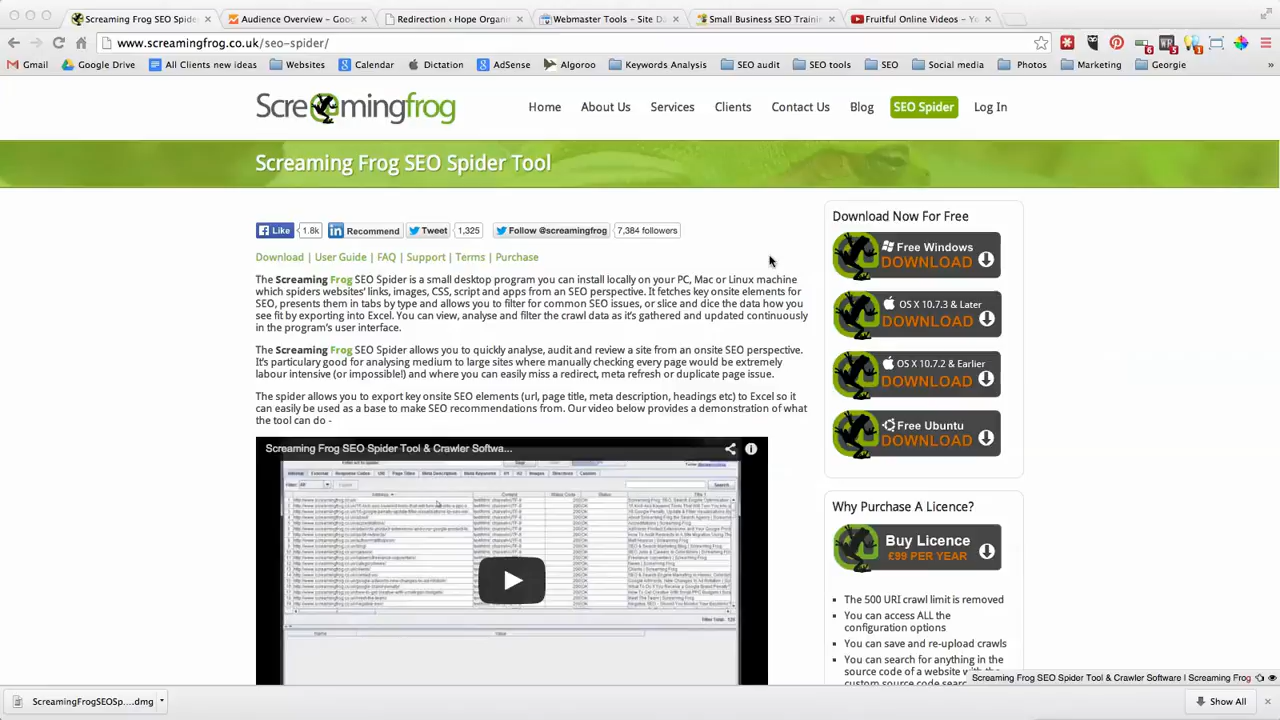 Screaming Frog SEO Spide
Audience Overview - Goo
Redirection ‹ Hope Organi
Webmaster Tools - Site D
Small Business SEO Trainin
Fruitful Online Videos - Yo
www.screamingfrog.co.uk/seo-spider/
Gmail
Google Drive
All Clients new ideas
Websites
Calendar
Dictation
AdSense
Algoroo
Keywords Analysis
SEO audit
SEO tools
SEO
Social media
Photos
Marketing
Georgie
»
Screamingfrog
Home
About Us
Services
Clients
Contact Us
Blog
SEO Spider
Log In
Screaming Frog SEO Spider Tool
Like 1.8k Recommend Tweet 1,325 Follow @screamingfrog 7,384 followers
Download | User Guide | FAQ | Support | Terms | Purchase
The Screaming Frog SEO Spider is a small desktop program you can install locally on your PC, Mac or Linux machine
which spiders websites' links, images, CSS, script and apps from an SEO perspective. It fetches key onsite elements for
SEO, presents them in tabs by type and allows you to filter for common SEO issues, or slice and dice the data how you
see fit by exporting into Excel. You can view, analyse and filter the crawl data as it's gathered and updated continuously
in the program's user interface.
The Screaming Frog SEO Spider allows you to quickly analyse, audit and review a site from an onsite SEO perspective.
It's particulary good for analysing medium to large sites where manually checking every page would be extremely
labour intensive (or impossible!) and where you can easily miss a redirect, meta refresh or duplicate page issue.
The spider allows you to export key onsite SEO elements (url, page title, meta description, headings etc) to Excel so it
can easily be used as a base to make SEO recommendations from. Our video below provides a demonstration of what
the tool can do -
Screaming Frog SEO Spider Tool & Crawler Softwa...
Download Now For Free
Free Windows
DOWNLOAD
OS X 10.7.3 & Later
DOWNLOAD
OS X 10.7.2 & Earlier
DOWNLOAD
Free Ubuntu
DOWNLOAD
Why Purchase A Licence?
Buy Licence
£99 PER YEAR
The 500 URI crawl limit is removed
You can access ALL the
configuration options
You can save and re-upload crawls
You can search for anything in the
source code of a website with the
custom source code search
Screaming Frog SEO Spider Tool & Crawler Software | Screaming Frog
ScreamingFrogSEOSp....dmg
Show All